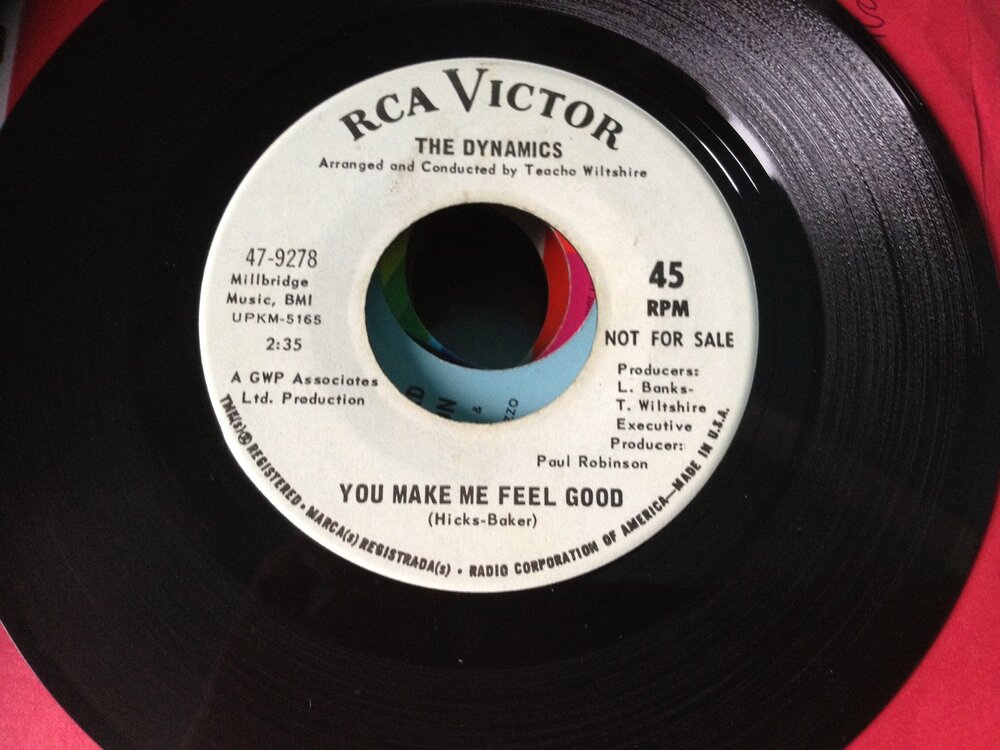 RCA VICTOR
THE DYNAMICS
Arranged and Conducted by Teacho Wiltshire
47-9278
Millbridge
Music, BMI
UPKM-5165
2:35
A GWP Associates
Ltd. Production
45
RPM
NOT FOR SALE
Producers:
L. Banks-
T. Wiltshire
Executive
Producer:
Paul Robinson
YOU MAKE ME FEEL GOOD
(Hicks-Baker)
TMK(s) ® REGISTERED • MARCA(s) REGISTRADA(s) • RADIO CORPORATION OF AMERICA—MADE IN U.S.A.